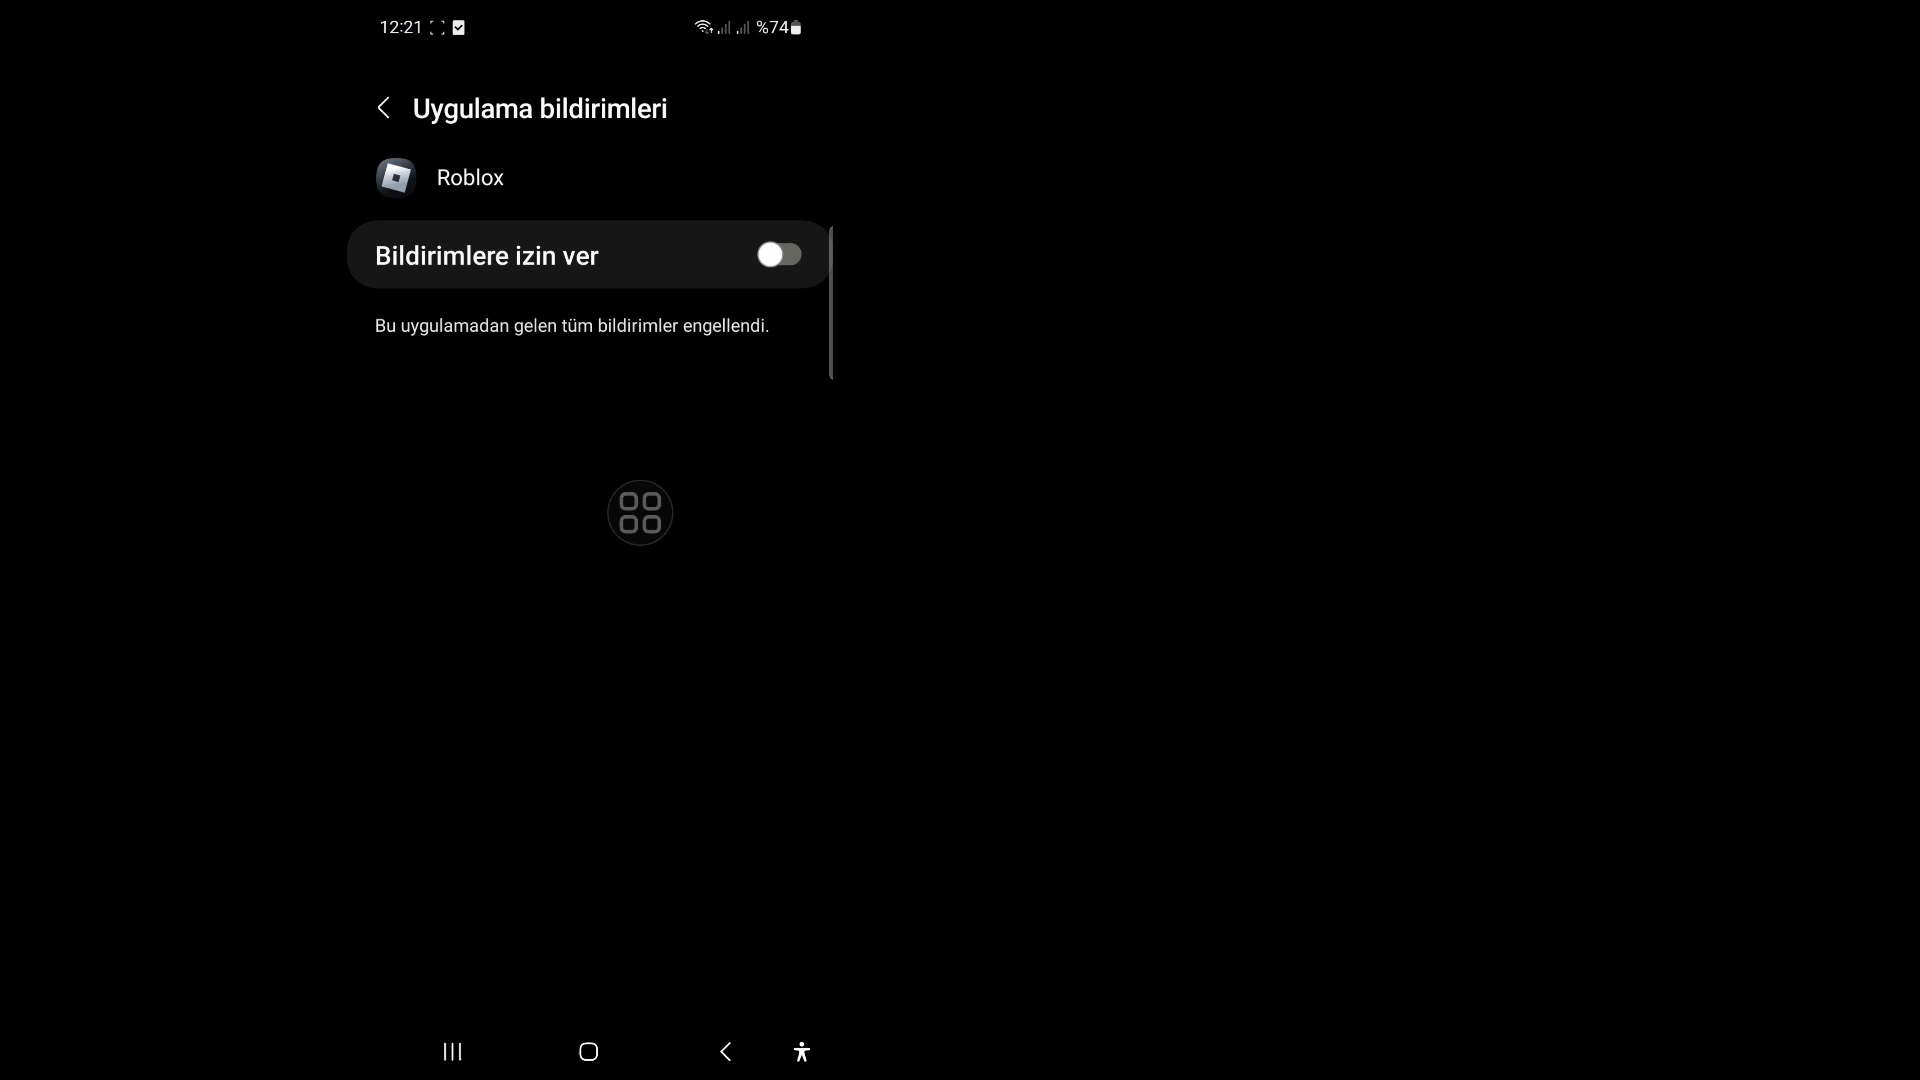 12:21 %74
Uygulama bildirimleri
Roblox
Bildirimlere izin ver
Bu uygulamadan gelen tüm bildirimler engellendi.